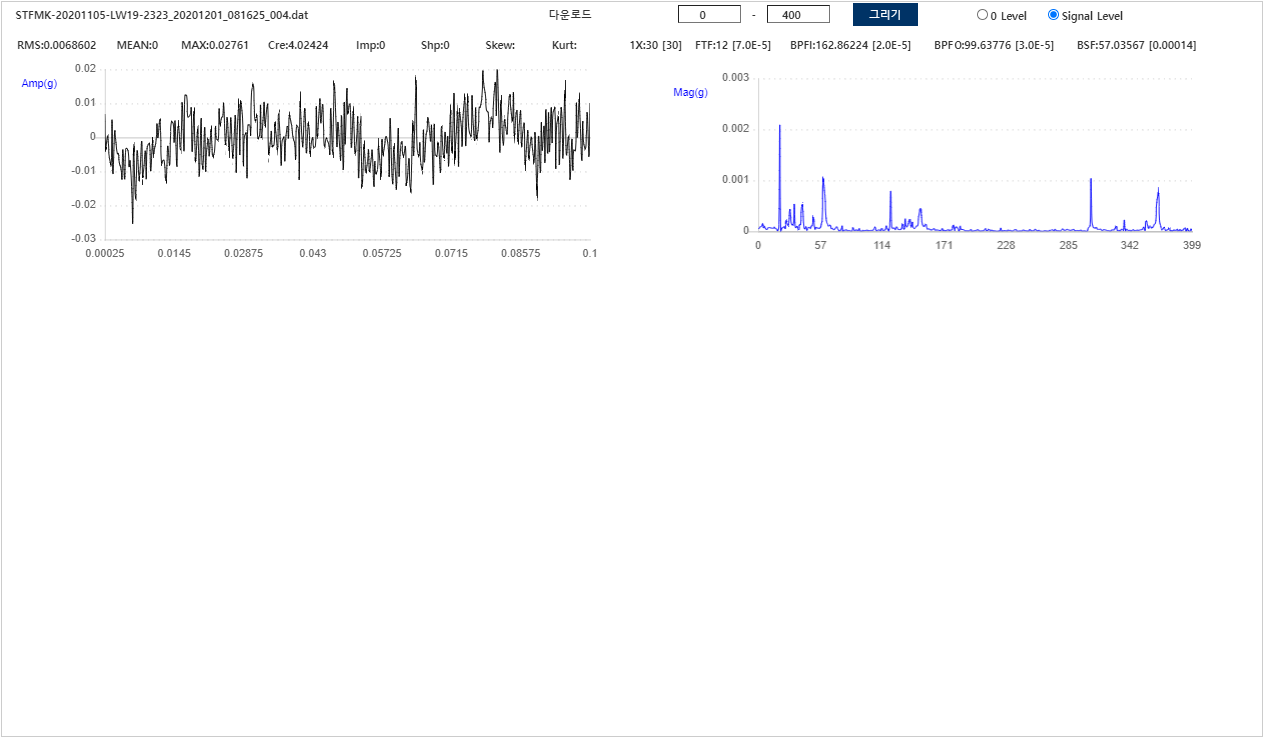 STFMK-20201105-LW19-2323_20201201_081625_004.dat 다운로드 0 - 400 그리기 0 Level Signal Level
RMS:0.0068602 MEAN:0 MAX:0.02761 Cre:4.02424 Imp:0 Shp:0 Skew: Kurt: 1X:30 [30] FTF:12 [7.0E-5] BPFI:162.86224 [2.0E-5] BPFO:99.63776 [3.0E-5] BSF:57.03567 [0.00014]
Amp(g)
0.02
0.01
0
-0.01
-0.02
-0.03
0.00025 0.0145 0.02875 0.043 0.05725 0.0715 0.08575 0.1
Mag(g)
0.003
0.002
0.001
0
0 57 114 171 228 285 342 399